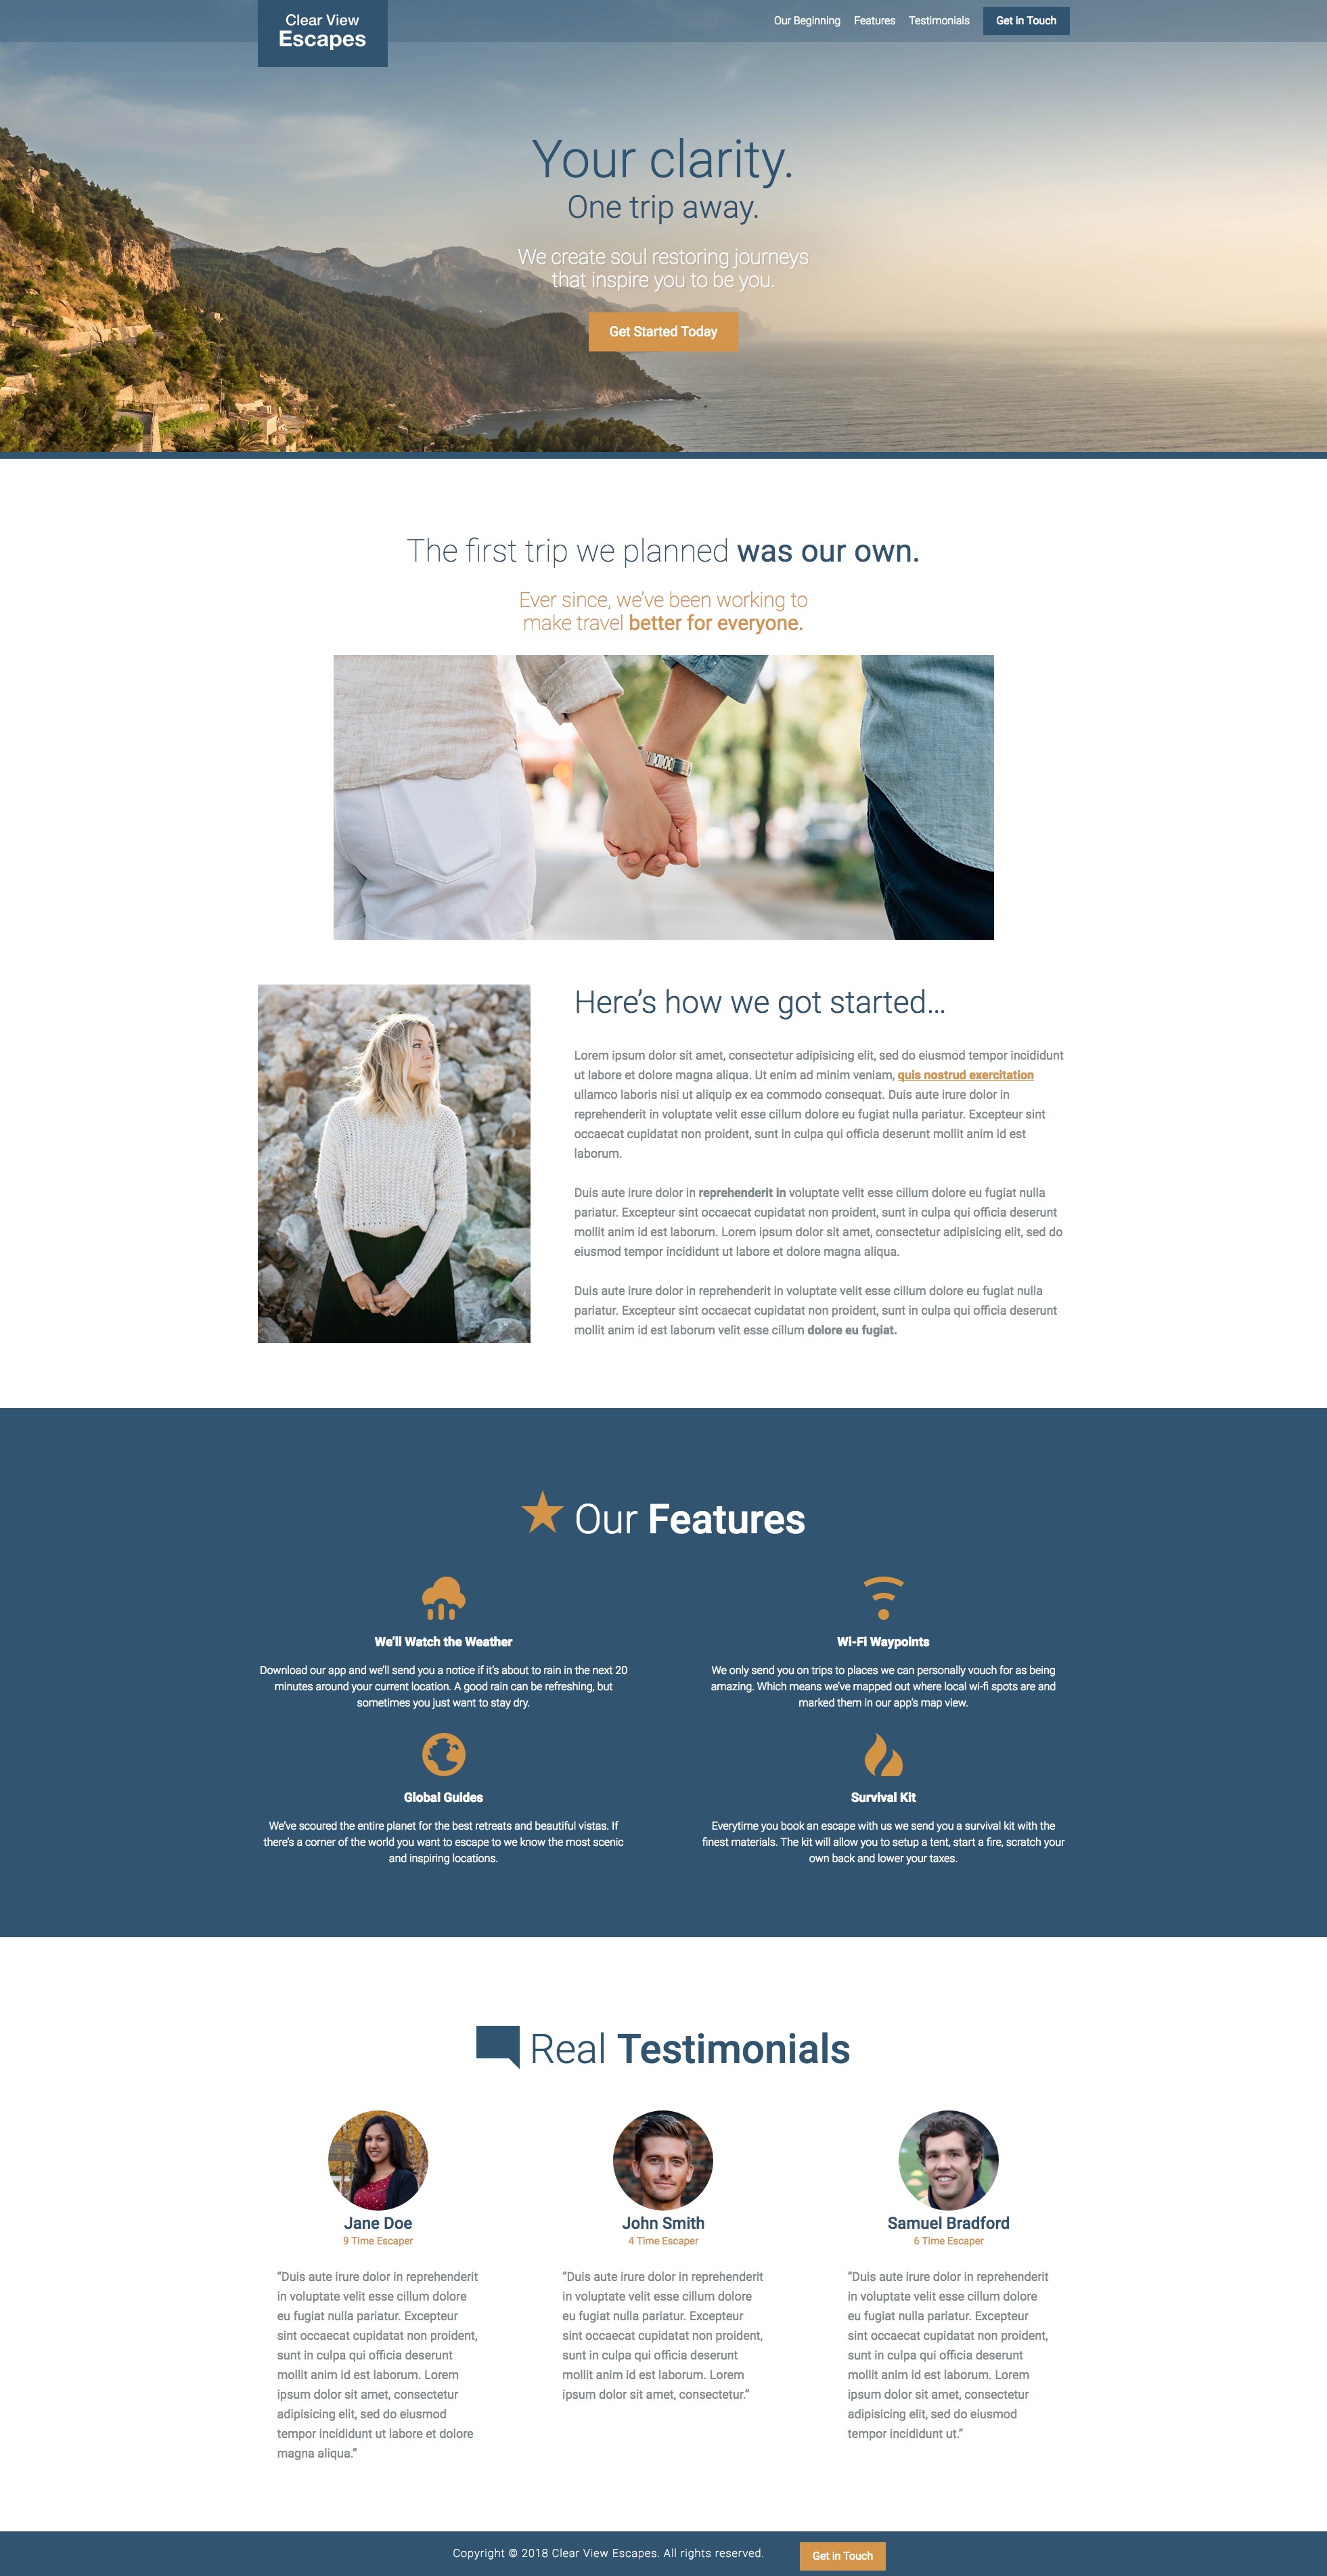 Clear View
Escapes
Our Beginning Features Testimonials Get in Touch
Your clarity.
One trip away.
We create soul restoring journeys
that inspire you to be you.
Get Started Today
The first trip we planned was our own.
Ever since, we've been working to
make travel better for everyone.
Here's how we got started...
Lorem ipsum dolor sit amet, consectetur adipisicing elit, sed do eiusmod tempor incididunt
ut labore et dolore magna aliqua. Ut enim ad minim veniam, quis nostrud exercitation
ullamco laboris nisi ut aliquip ex ea commodo consequat. Duis aute irure dolor in
reprehenderit in voluptate velit esse cillum dolore eu fugiat nulla pariatur. Excepteur sint
occaecat cupidatat non proident, sunt in culpa qui officia deserunt mollit anim id est
laborum.
Duis aute irure dolor in reprehenderit in voluptate velit esse cillum dolore eu fugiat nulla
pariatur. Excepteur sint occaecat cupidatat non proident, sunt in culpa qui officia deserunt
mollit anim id est laborum. Lorem ipsum dolor sit amet, consectetur adipisicing elit, sed do
eiusmod tempor incididunt ut labore et dolore magna aliqua.
Duis aute irure dolor in reprehenderit in voluptate velit esse cillum dolore eu fugiat nulla
pariatur. Excepteur sint occaecat cupidatat non proident, sunt in culpa qui officia deserunt
mollit anim id est laborum velit esse cillum dolore eu fugiat.
Our Features
We'll Watch the Weather
Download our app and we'll send you a notice if it's about to rain in the next 20
minutes around your current location. A good rain can be refreshing, but
sometimes you just want to stay dry.
Wi-Fi Waypoints
We only send you on trips to places we can personally vouch for as being
amazing. Which means we've mapped out where local wi-fi spots are and
marked them in our app's map view.
Global Guides
We've scoured the entire planet for the best retreats and beautiful vistas. If
there's a corner of the world you want to escape to we know the most scenic
and inspiring locations.
Survival Kit
Everytime you book an escape with us we send you a survival kit with the
finest materials. The kit will allow you to setup a tent, start a fire, scratch your
own back and lower your taxes.
Real Testimonials
Jane Doe
9 Time Escaper
"Duis aute irure dolor in reprehenderit
in voluptate velit esse cillum dolore
eu fugiat nulla pariatur. Excepteur
sint occaecat cupidatat non proident,
sunt in culpa qui officia deserunt
mollit anim id est laborum. Lorem
ipsum dolor sit amet, consectetur
adipisicing elit, sed do eiusmod
tempor incididunt ut labore et dolore
magna aliqua."
John Smith
4 Time Escaper
"Duis aute irure dolor in reprehenderit
in voluptate velit esse cillum dolore
eu fugiat nulla pariatur. Excepteur
sint occaecat cupidatat non proident,
sunt in culpa qui officia deserunt
mollit anim id est laborum. Lorem
ipsum dolor sit amet, consectetur."
Samuel Bradford
6 Time Escaper
"Duis aute irure dolor in reprehenderit
in voluptate velit esse cillum dolore
eu fugiat nulla pariatur. Excepteur
sint occaecat cupidatat non proident,
sunt in culpa qui officia deserunt
mollit anim id est laborum. Lorem
ipsum dolor sit amet, consectetur
adipisicing elit, sed do eiusmod
tempor incididunt ut."
Copyright © 2018 Clear View Escapes. All rights reserved. Get in Touch